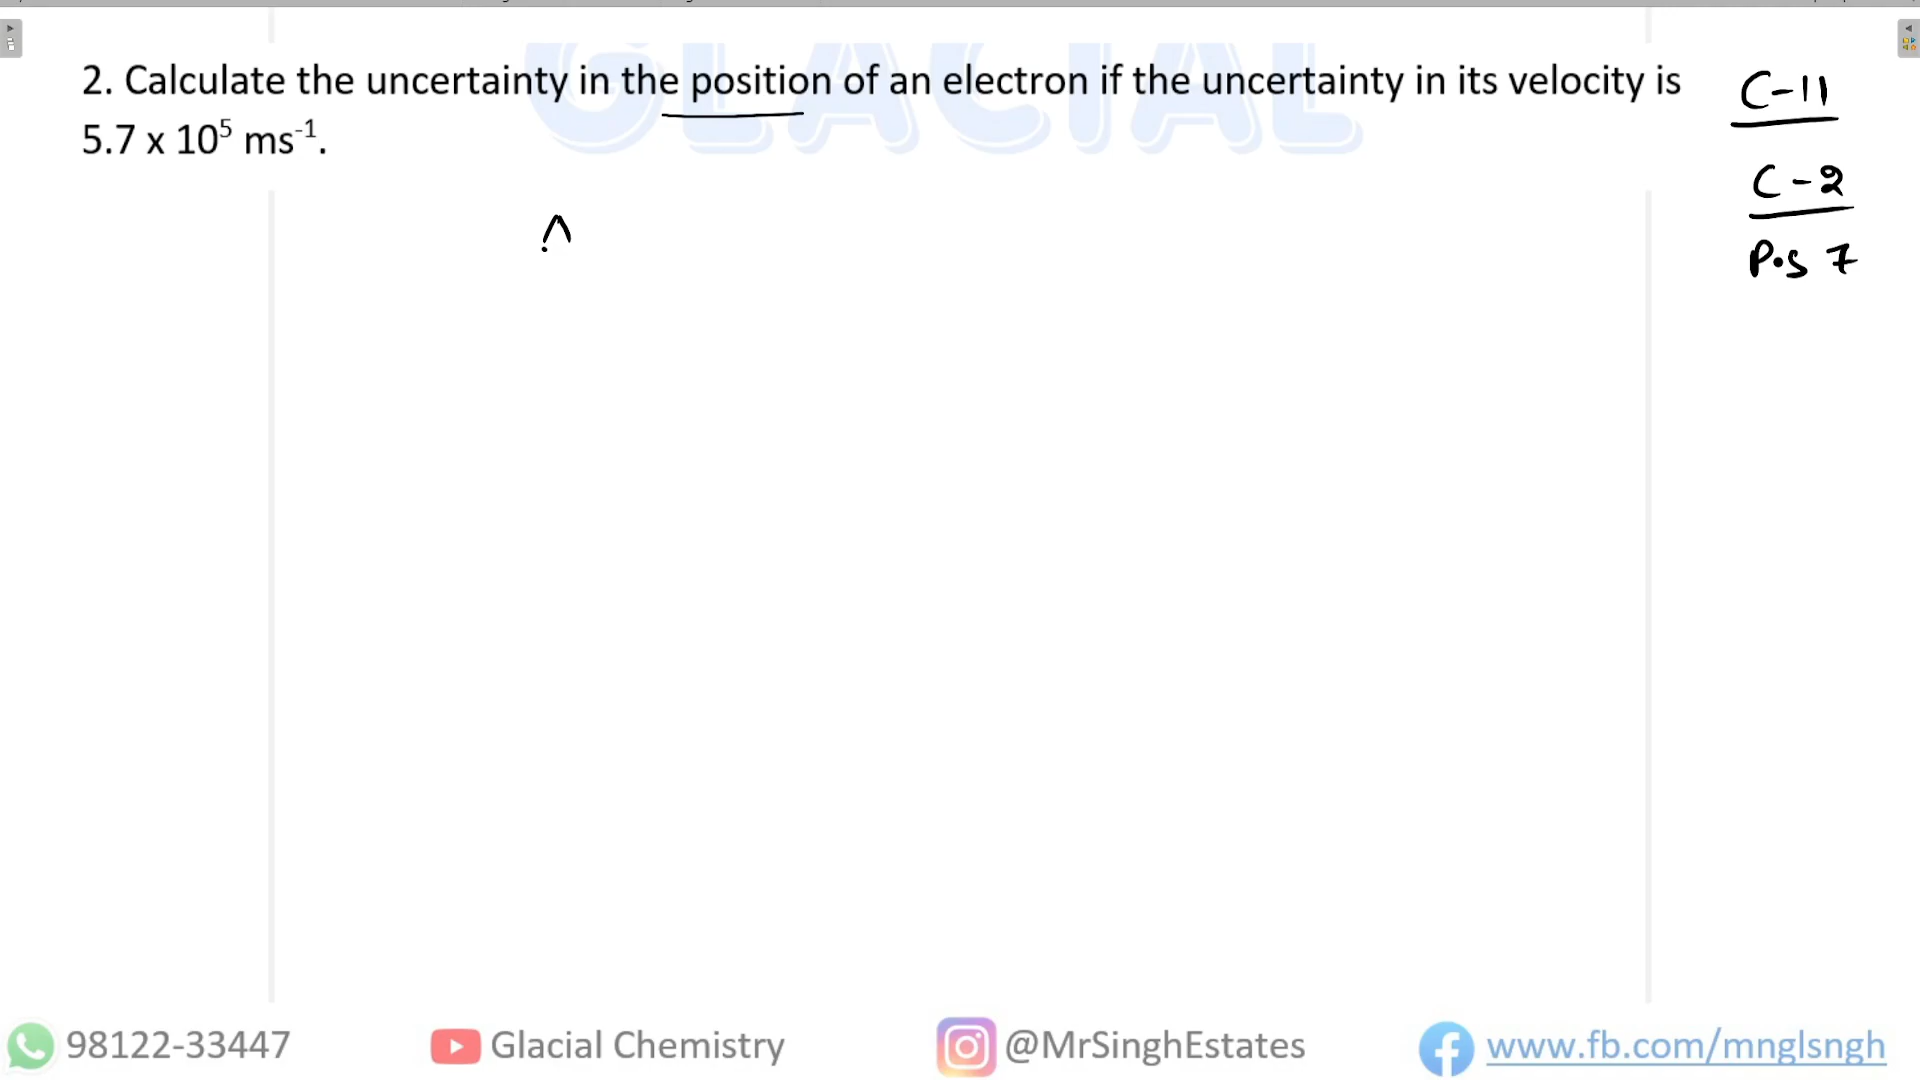 GLACIAL
2. Calculate the uncertainty in the position of an electron if the uncertainty in its velocity is
5.7 x 10⁵ ms⁻¹.
C-11
C-2
P.S 7
98122-33447
Glacial Chemistry
@MrSinghEstates
www.fb.com/mnglsngh